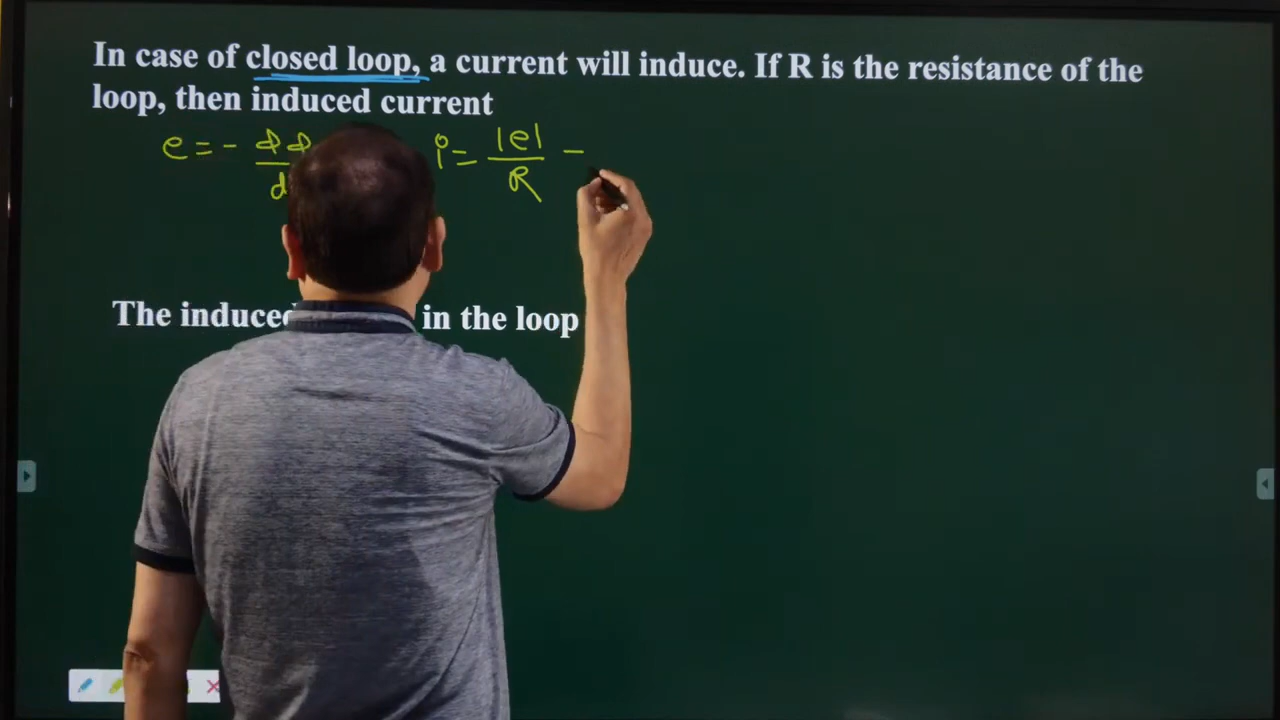 In case of closed loop, a current will induce. If R is the resistance of the
loop, then induced current
e = - dϕ/d i = |e|/R -
The induced in the loop